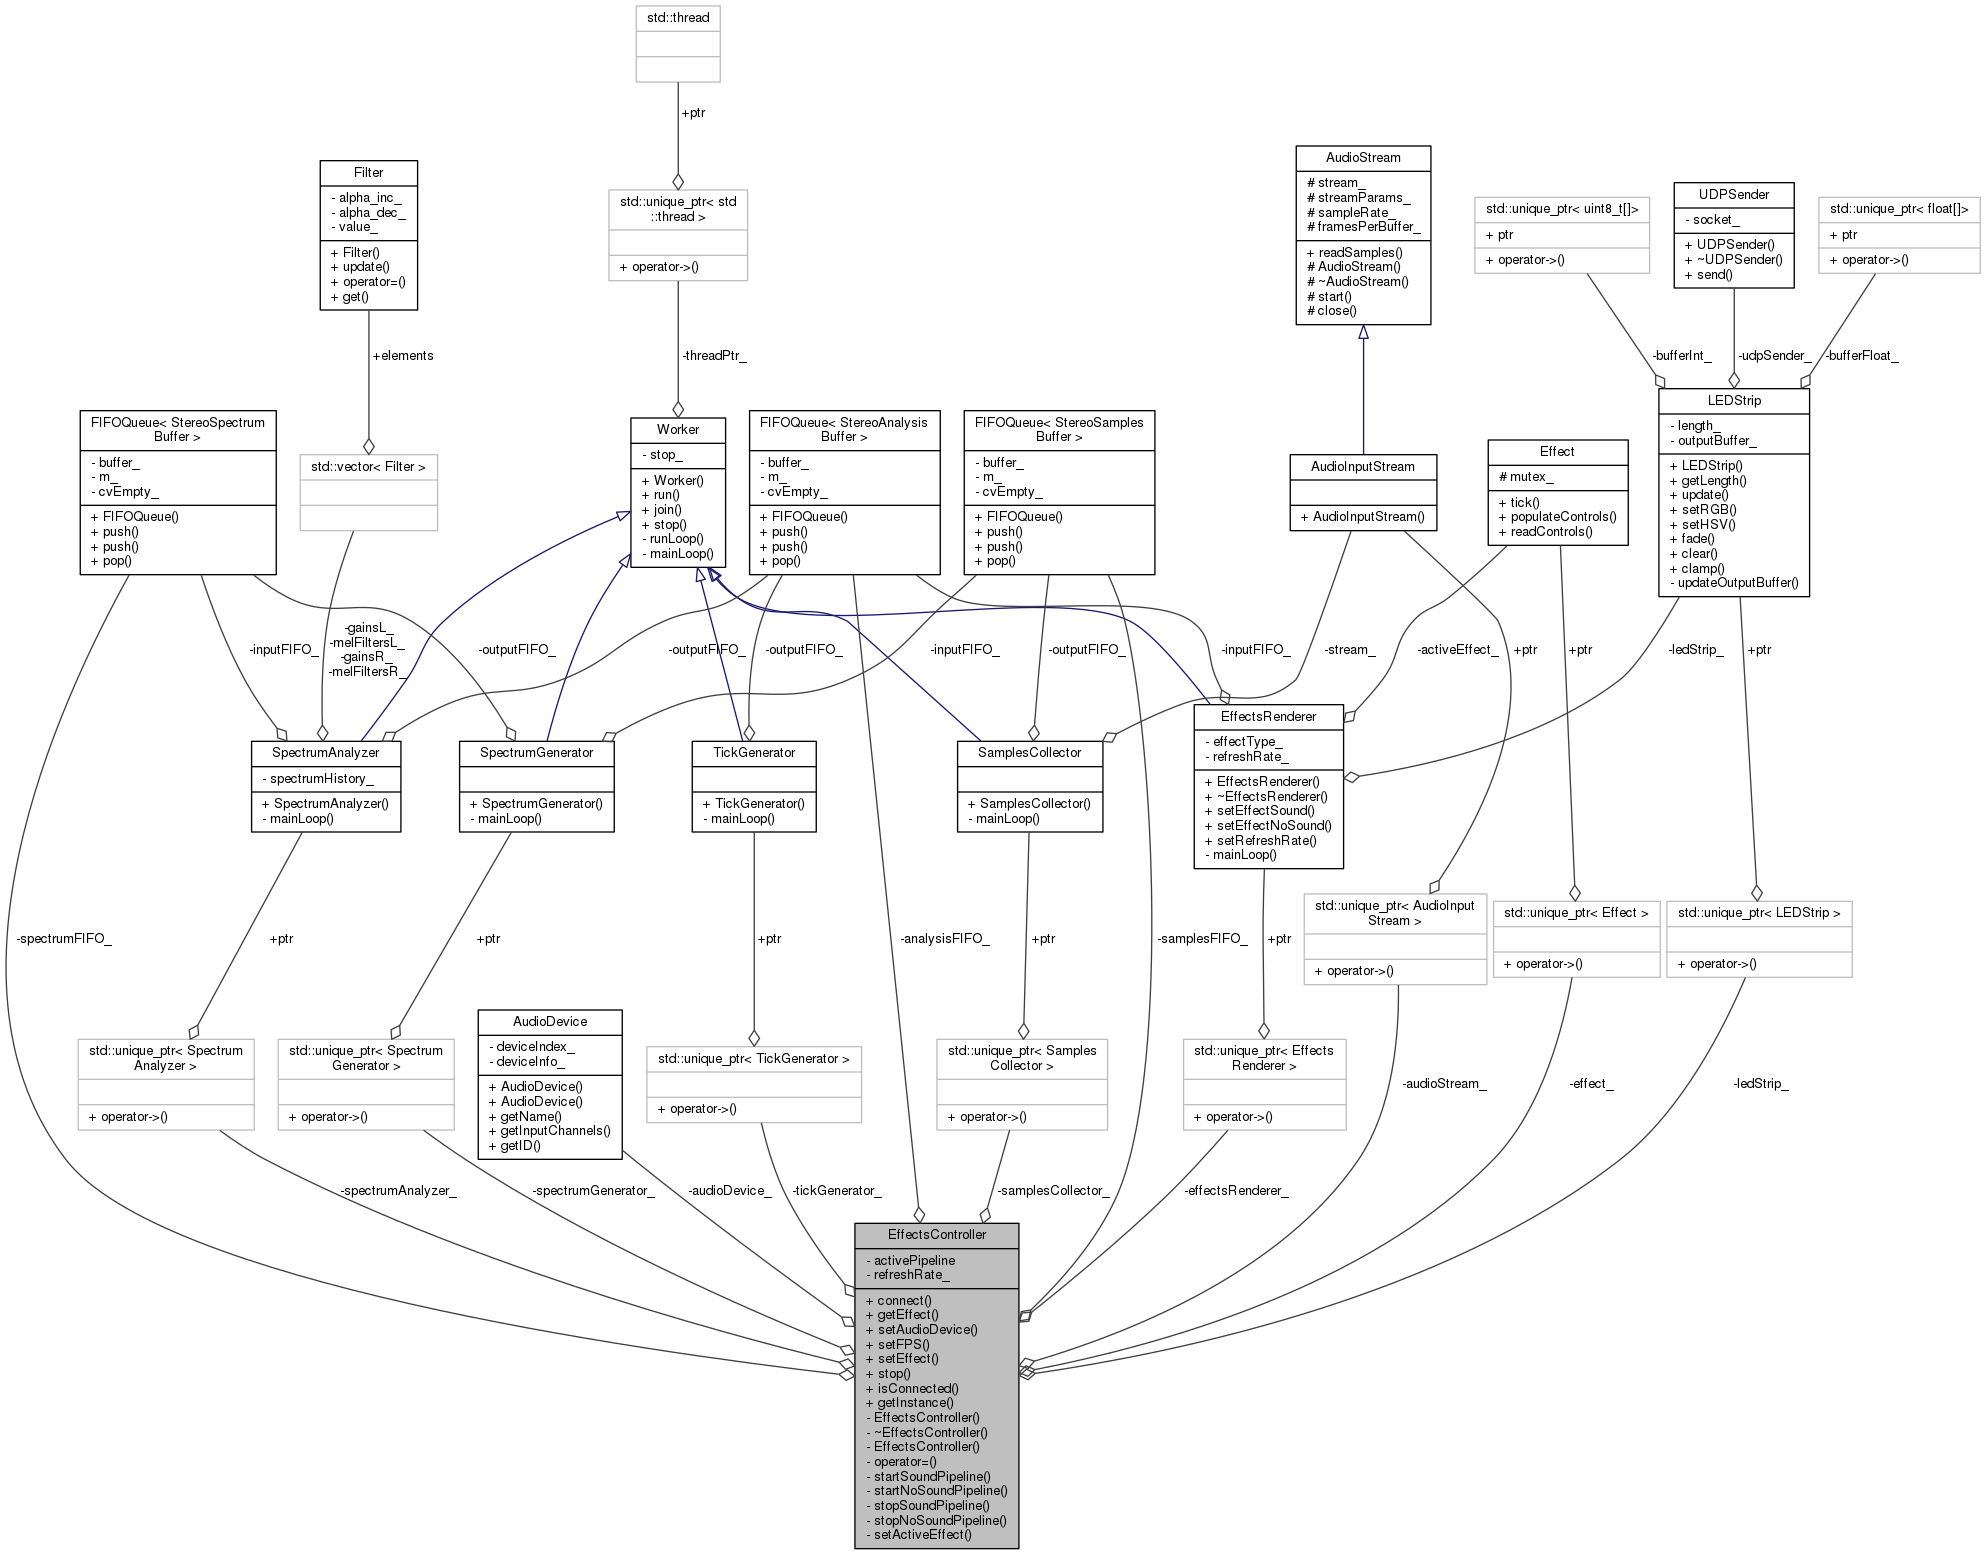 std::thread
+ptr
std::unique_ptr< std
::thread >
+ operator->()
-threadPtr_
Filter
- alpha_inc_
- alpha_dec_
- value_
+ Filter()
+ update()
+ operator=()
+ get()
+elements
AudioStream
# stream_
# streamParams_
# sampleRate_
# framesPerBuffer_
+ readSamples()
# AudioStream()
# ~AudioStream()
# start()
# close()
std::unique_ptr< uint8_t[]>
+ ptr
+ operator->()
UDPSender
- socket_
+ UDPSender()
+ ~UDPSender()
+ send()
std::unique_ptr< float[]>
+ ptr
+ operator->()
-bufferInt_
-udpSender_
-bufferFloat_
FIFOQueue< StereoSpectrum
Buffer >
- buffer_
- m_
- cvEmpty_
+ FIFOQueue()
+ push()
+ push()
+ pop()
std::vector< Filter >
Worker
- stop_
+ Worker()
+ run()
+ join()
+ stop()
- runLoop()
- mainLoop()
FIFOQueue< StereoAnalysis
Buffer >
- buffer_
- m_
- cvEmpty_
+ FIFOQueue()
+ push()
+ push()
+ pop()
FIFOQueue< StereoSamples
Buffer >
- buffer_
- m_
- cvEmpty_
+ FIFOQueue()
+ push()
+ push()
+ pop()
AudioInputStream
+ AudioInputStream()
Effect
# mutex_
+ tick()
+ populateControls()
+ readControls()
LEDStrip
- length_
- outputBuffer_
+ LEDStrip()
+ getLength()
+ update()
+ setRGB()
+ setHSV()
+ fade()
+ clear()
+ clamp()
- updateOutputBuffer()
-inputFIFO_
-gainsL_
-melFiltersL_
-gainsR_
-melFiltersR_
-outputFIFO_
-outputFIFO_
-outputFIFO_
-inputFIFO_
-outputFIFO_
-inputFIFO_
-stream_
-activeEffect_
+ptr
+ptr
-ledStrip_
+ptr
SpectrumAnalyzer
- spectrumHistory_
+ SpectrumAnalyzer()
- mainLoop()
SpectrumGenerator
+ SpectrumGenerator()
- mainLoop()
TickGenerator
+ TickGenerator()
- mainLoop()
SamplesCollector
+ SamplesCollector()
- mainLoop()
EffectsRenderer
- effectType_
- refreshRate_
+ EffectsRenderer()
+ ~EffectsRenderer()
+ setEffectSound()
+ setEffectNoSound()
+ setRefreshRate()
- mainLoop()
std::unique_ptr< AudioInput
Stream >
+ operator->()
std::unique_ptr< Effect >
+ operator->()
std::unique_ptr< LEDStrip >
+ operator->()
-spectrumFIFO_
+ptr
+ptr
+ptr
-analysisFIFO_
+ptr
-samplesFIFO_
+ptr
std::unique_ptr< Spectrum
Analyzer >
+ operator->()
std::unique_ptr< Spectrum
Generator >
+ operator->()
AudioDevice
- deviceIndex_
- deviceInfo_
+ AudioDevice()
+ AudioDevice()
+ getName()
+ getInputChannels()
+ getID()
std::unique_ptr< TickGenerator >
+ operator->()
std::unique_ptr< Samples
Collector >
+ operator->()
std::unique_ptr< Effects
Renderer >
+ operator->()
-audioStream_
-effect_
-ledStrip_
-spectrumAnalyzer_
-spectrumGenerator_
-audioDevice_
-tickGenerator_
-samplesCollector_
-effectsRenderer_
EffectsController
- activePipeline
- refreshRate_
+ connect()
+ getEffect()
+ setAudioDevice()
+ setFPS()
+ setEffect()
+ stop()
+ isConnected()
+ getInstance()
- EffectsController()
- ~EffectsController()
- EffectsController()
- operator=()
- startSoundPipeline()
- startNoSoundPipeline()
- stopSoundPipeline()
- stopNoSoundPipeline()
- setActiveEffect()